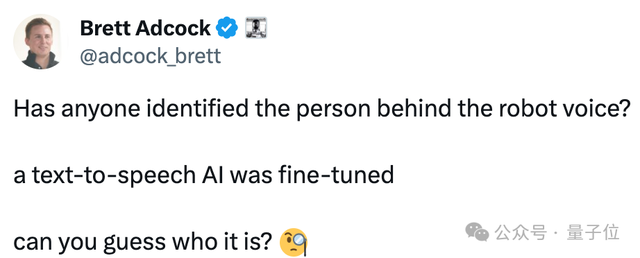 Brett Adcock
@adcock_brett
Has anyone identified the person behind the robot voice?
a text-to-speech AI was fine-tuned
can you guess who it is? 🧐
公众号 · 量子位